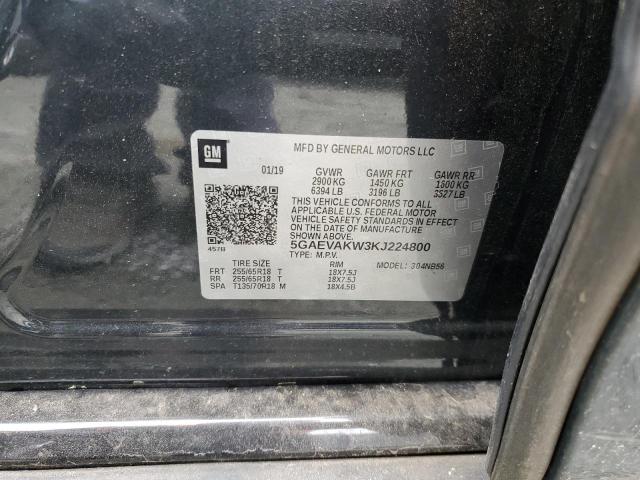 GM
MFD BY GENERAL MOTORS LLC
01/19 GVWR GAWR FRT GAWR RR
2900 KG 1450 KG 1600 KG
6394 LB 3196 LB 3527 LB
THIS VEHICLE CONFORMS TO ALL
APPLICABLE U.S. FEDERAL MOTOR
VEHICLE SAFETY STANDARDS IN EFFECT
ON THE DATE OF MANUFACTURE
SHOWN ABOVE.
5GAEVAKW3KJ224800
TYPE: M.P.V. MODEL: 304NB56
457B
TIRE SIZE RIM
FRT 255/65R18 T 18X7.5J
RR 255/65R18 T 18X7.5J
SPA T135/70R18 M 18X4.5B